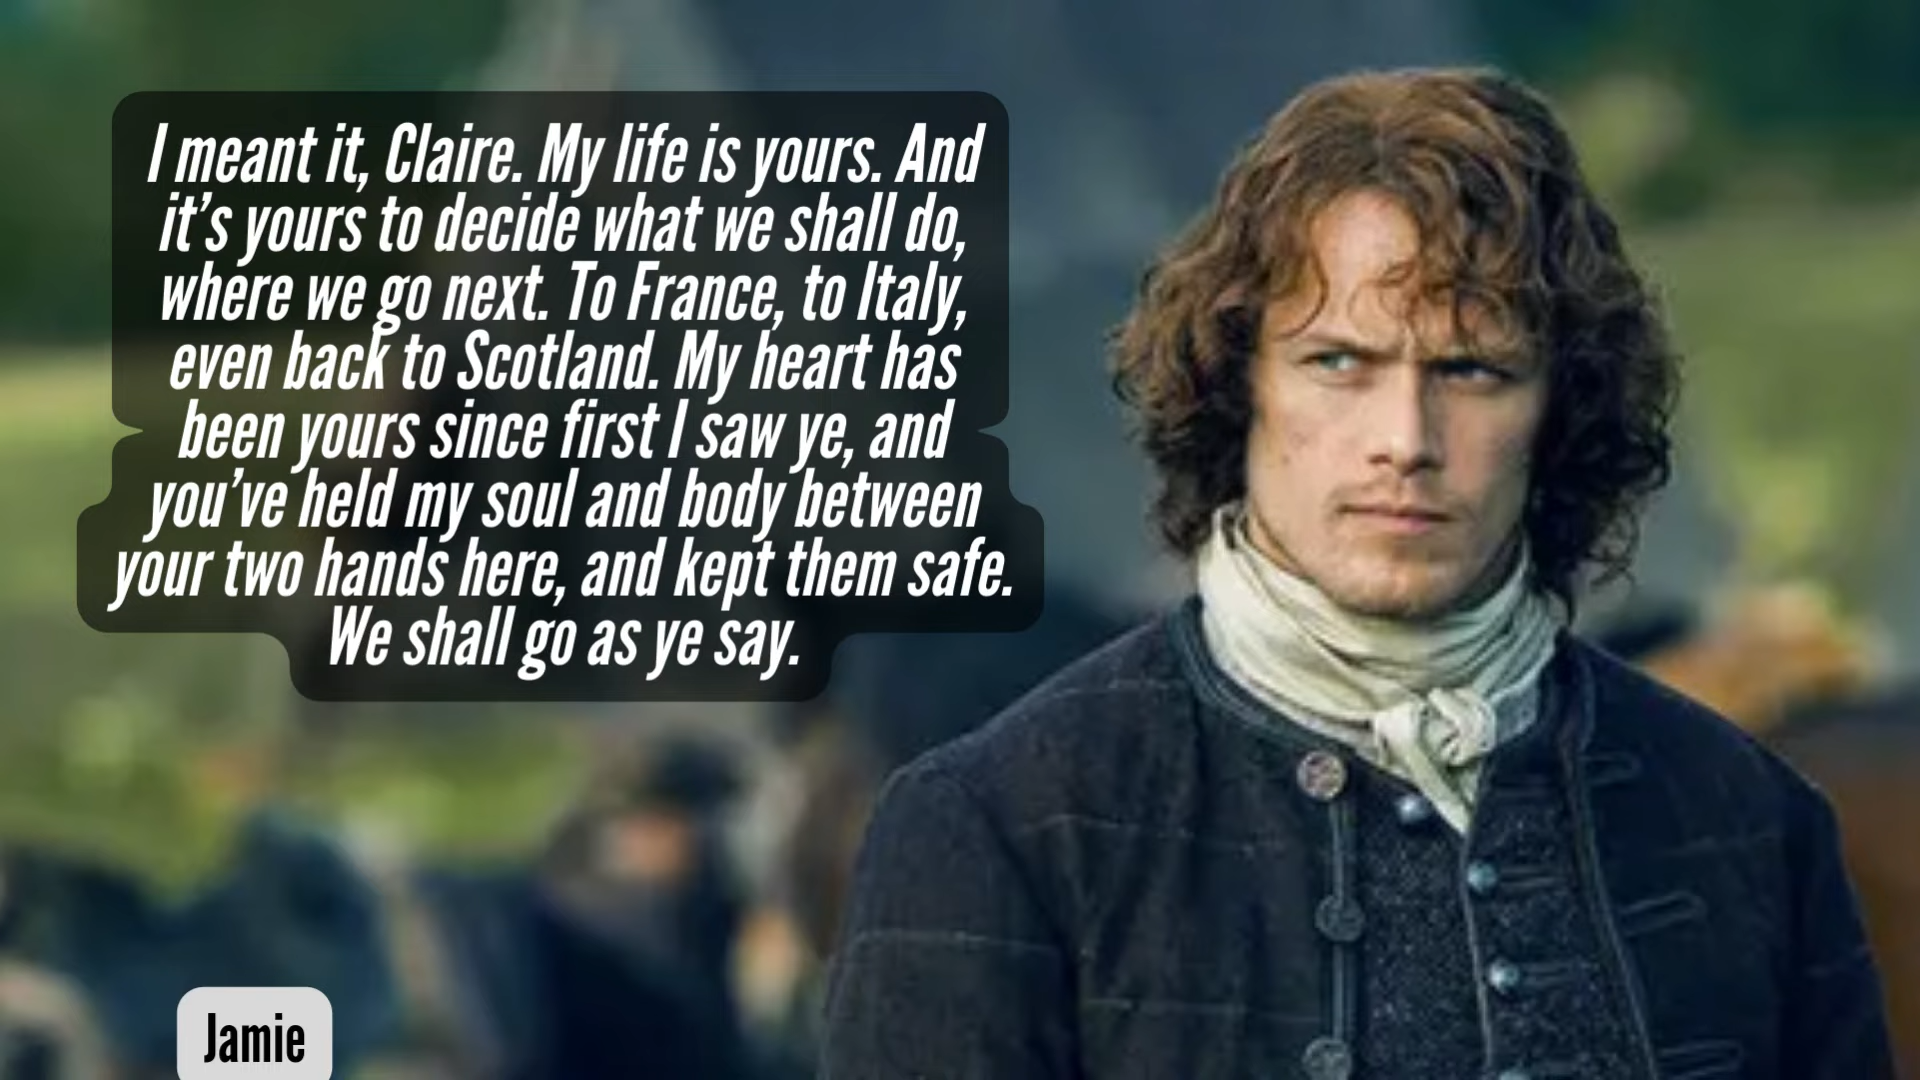 I meant it, Claire. My life is yours. And
it’s yours to decide what we shall do,
where we go next. To France, to Italy,
even back to Scotland. My heart has
been yours since first I saw ye, and
you’ve held my soul and body between
your two hands here, and kept them safe.
We shall go as ye say.
Jamie